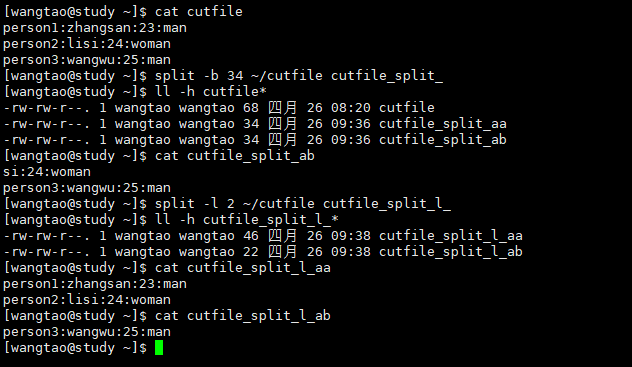 [wangtao@study ~]$ cat cutfile
person1:zhangsan:23:man
person2:lisi:24:woman
person3:wangwu:25:man
[wangtao@study ~]$ split -b 34 ~/cutfile cutfile_split_
[wangtao@study ~]$ ll -h cutfile*
-rw-rw-r--. 1 wangtao wangtao 68 四月 26 08:20 cutfile
-rw-rw-r--. 1 wangtao wangtao 34 四月 26 09:36 cutfile_split_aa
-rw-rw-r--. 1 wangtao wangtao 34 四月 26 09:36 cutfile_split_ab
[wangtao@study ~]$ cat cutfile_split_ab
si:24:woman
person3:wangwu:25:man
[wangtao@study ~]$ split -l 2 ~/cutfile cutfile_split_l_
[wangtao@study ~]$ ll -h cutfile_split_l_*
-rw-rw-r--. 1 wangtao wangtao 46 四月 26 09:38 cutfile_split_l_aa
-rw-rw-r--. 1 wangtao wangtao 22 四月 26 09:38 cutfile_split_l_ab
[wangtao@study ~]$ cat cutfile_split_l_aa
person1:zhangsan:23:man
person2:lisi:24:woman
[wangtao@study ~]$ cat cutfile_split_l_ab
person3:wangwu:25:man
[wangtao@study ~]$